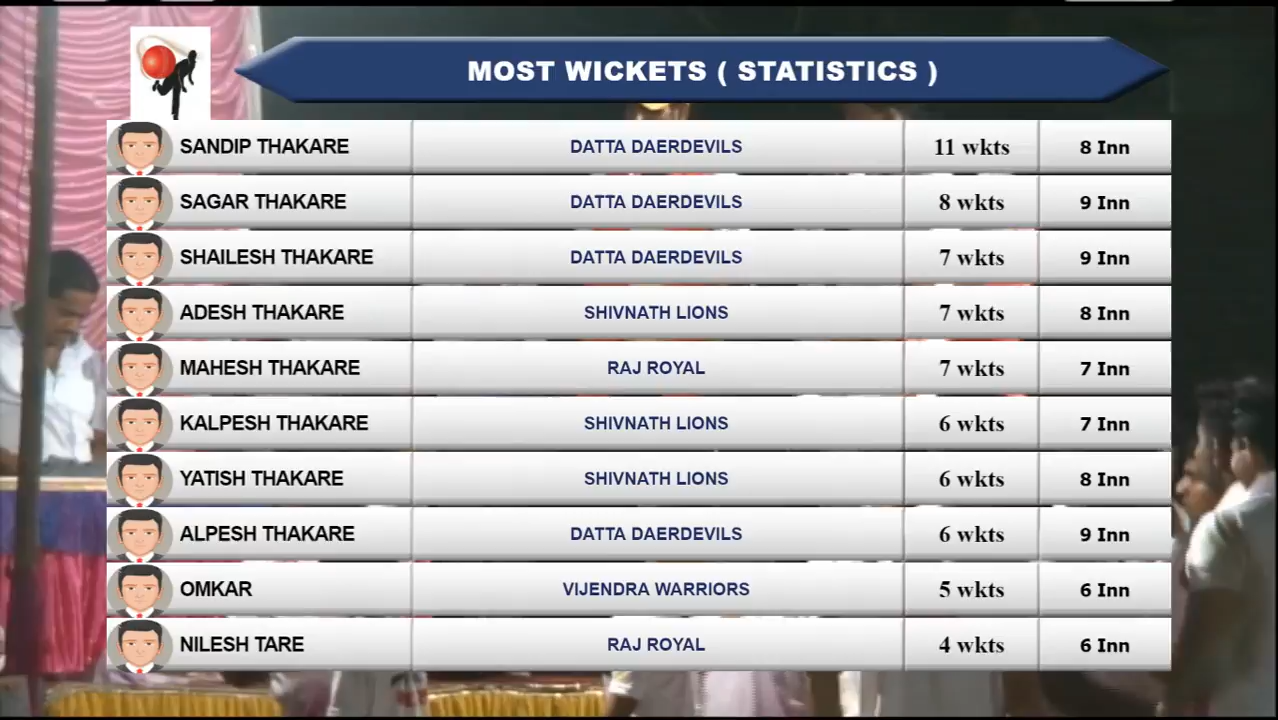 MOST WICKETS ( STATISTICS )
SANDIP THAKARE DATTA DAERDEVILS 11 wkts 8 Inn
SAGAR THAKARE DATTA DAERDEVILS 8 wkts 9 Inn
SHAILESH THAKARE DATTA DAERDEVILS 7 wkts 9 Inn
ADESH THAKARE SHIVNATH LIONS 7 wkts 8 Inn
MAHESH THAKARE RAJ ROYAL 7 wkts 7 Inn
KALPESH THAKARE SHIVNATH LIONS 6 wkts 7 Inn
YATISH THAKARE SHIVNATH LIONS 6 wkts 8 Inn
ALPESH THAKARE DATTA DAERDEVILS 6 wkts 9 Inn
OMKAR VIJENDRA WARRIORS 5 wkts 6 Inn
NILESH TARE RAJ ROYAL 4 wkts 6 Inn